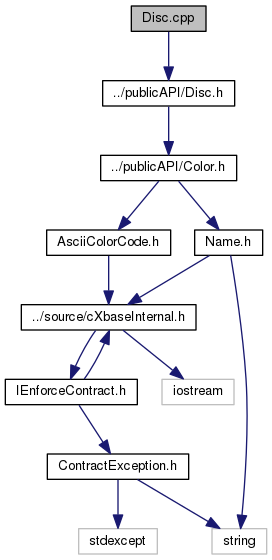 Disc.cpp
../publicAPI/Disc.h
../publicAPI/Color.h
AsciiColorCode.h
Name.h
../source/cXbaseInternal.h
IEnforceContract.h
iostream
ContractException.h
stdexcept
string